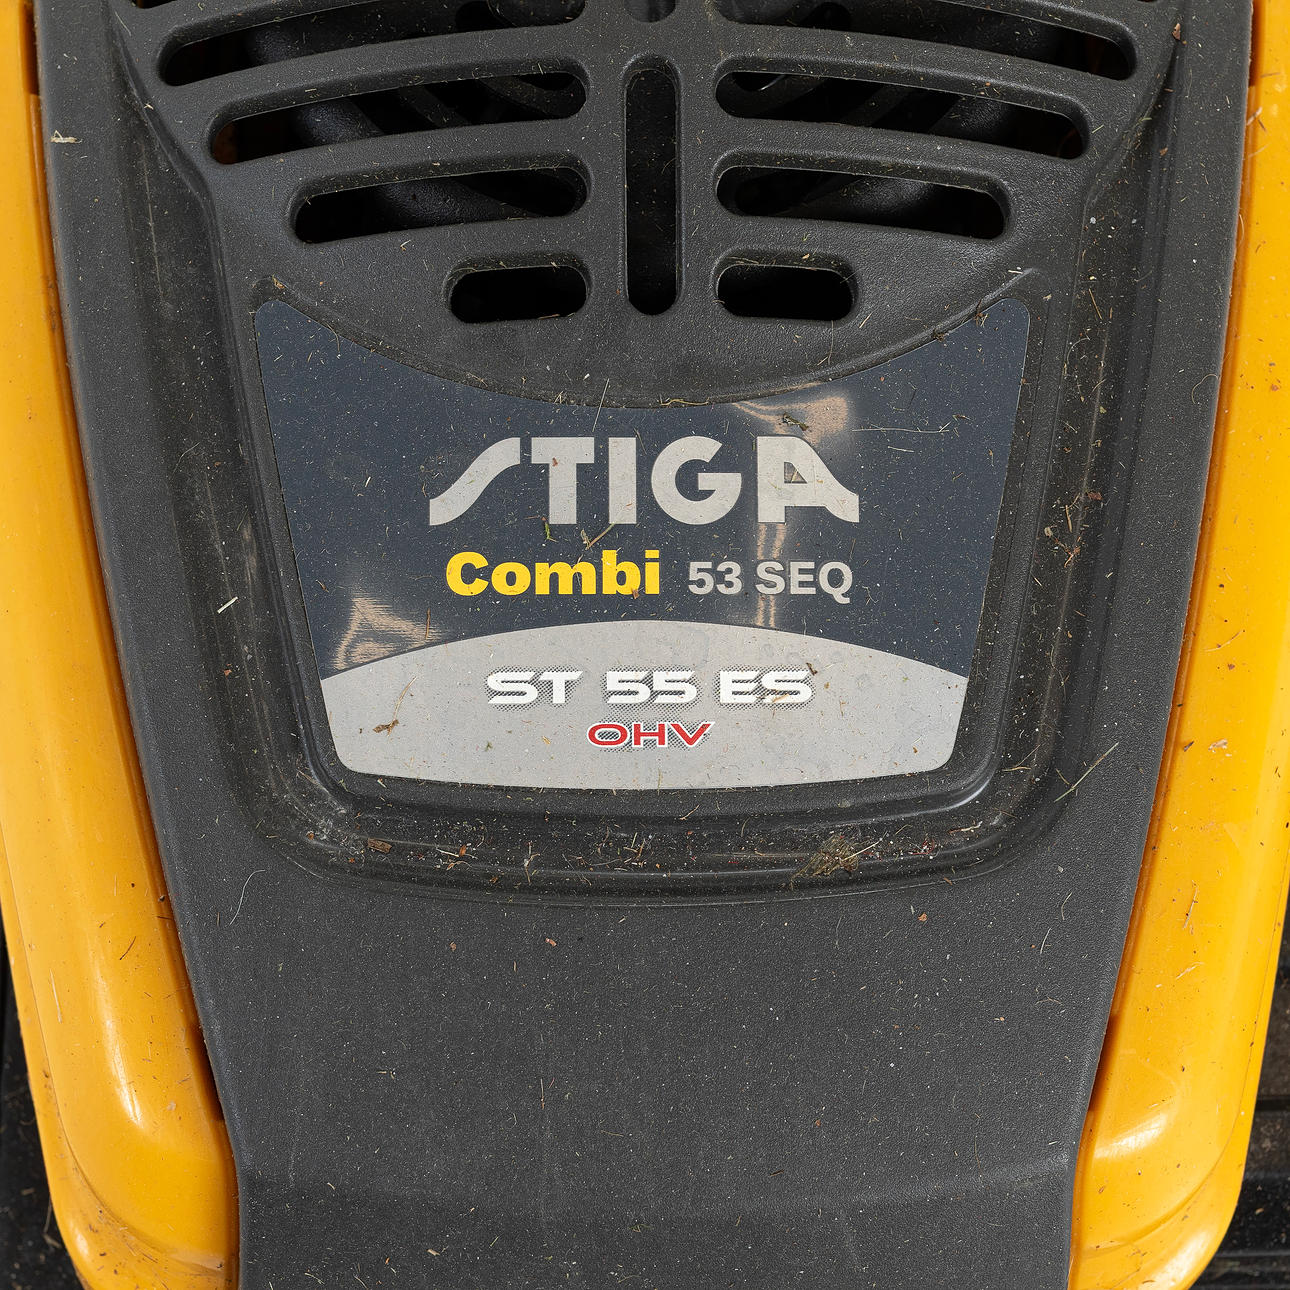 STIGA
Combi 53 SEQ
ST 55 ES
OHV